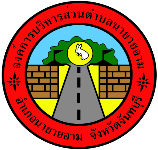 องค์การบริหารส่วนตำบลนายายอาม
อำเภอนายายอาม จังหวัดจันทบุรี